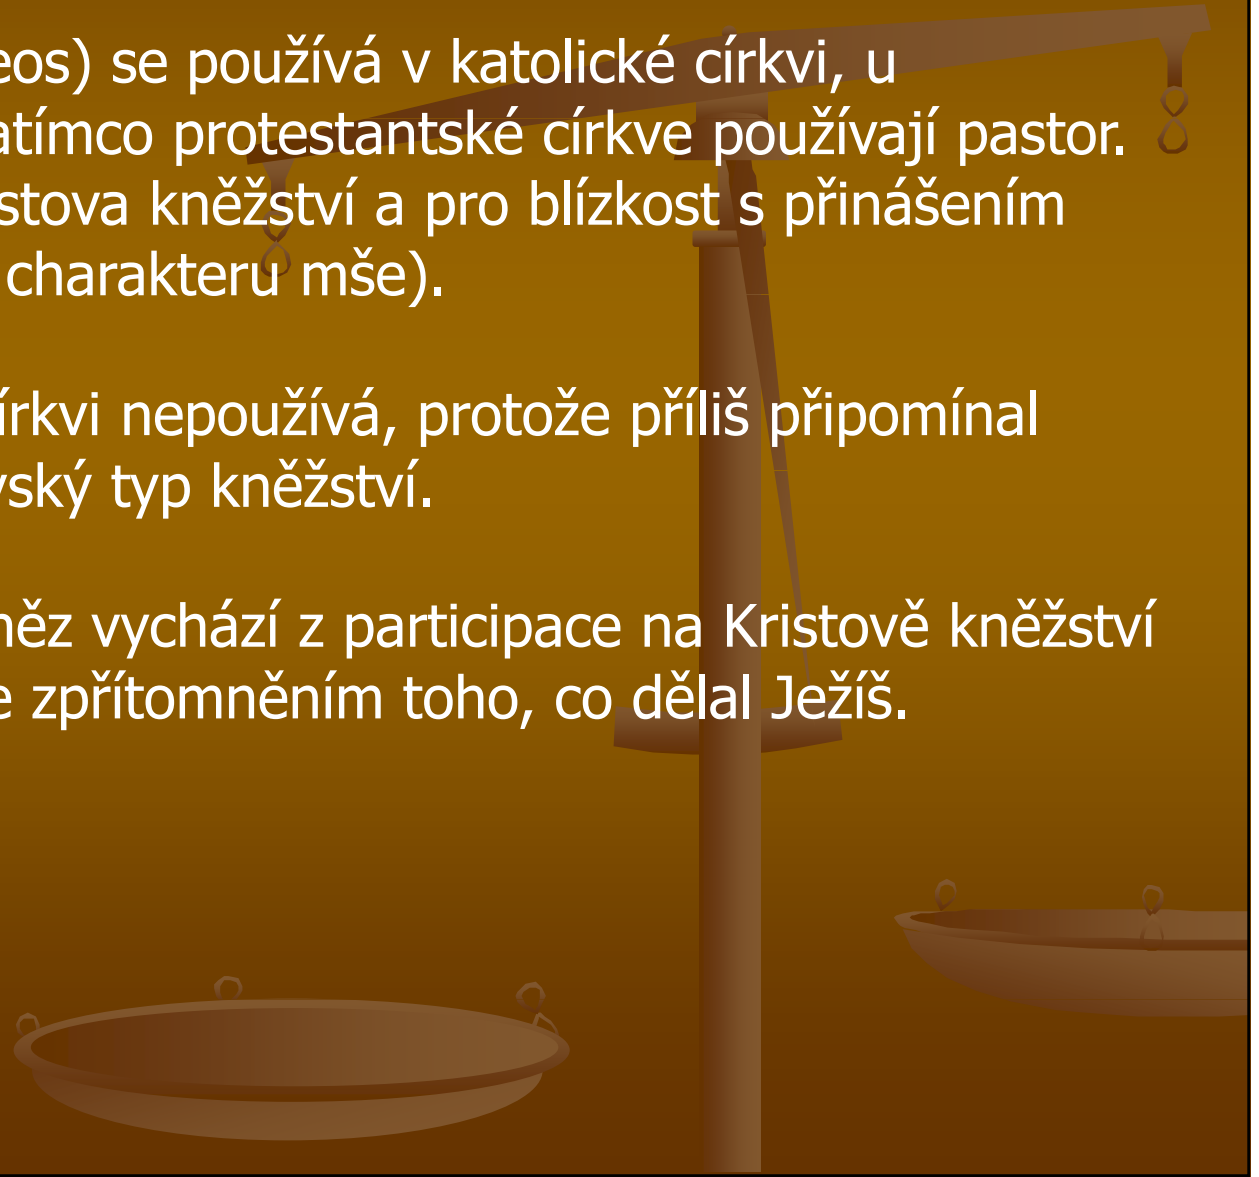 eos) se používá v katolické církvi, u
atímco protestantské církve používají pastor.
stova kněžství a pro blízkost s přinášením
charakteru mše).
írkvi nepoužívá, protože příliš připomínal
vský typ kněžství.
něz vychází z participace na Kristově kněžství
e zpřítomněním toho, co dělal Ježíš.